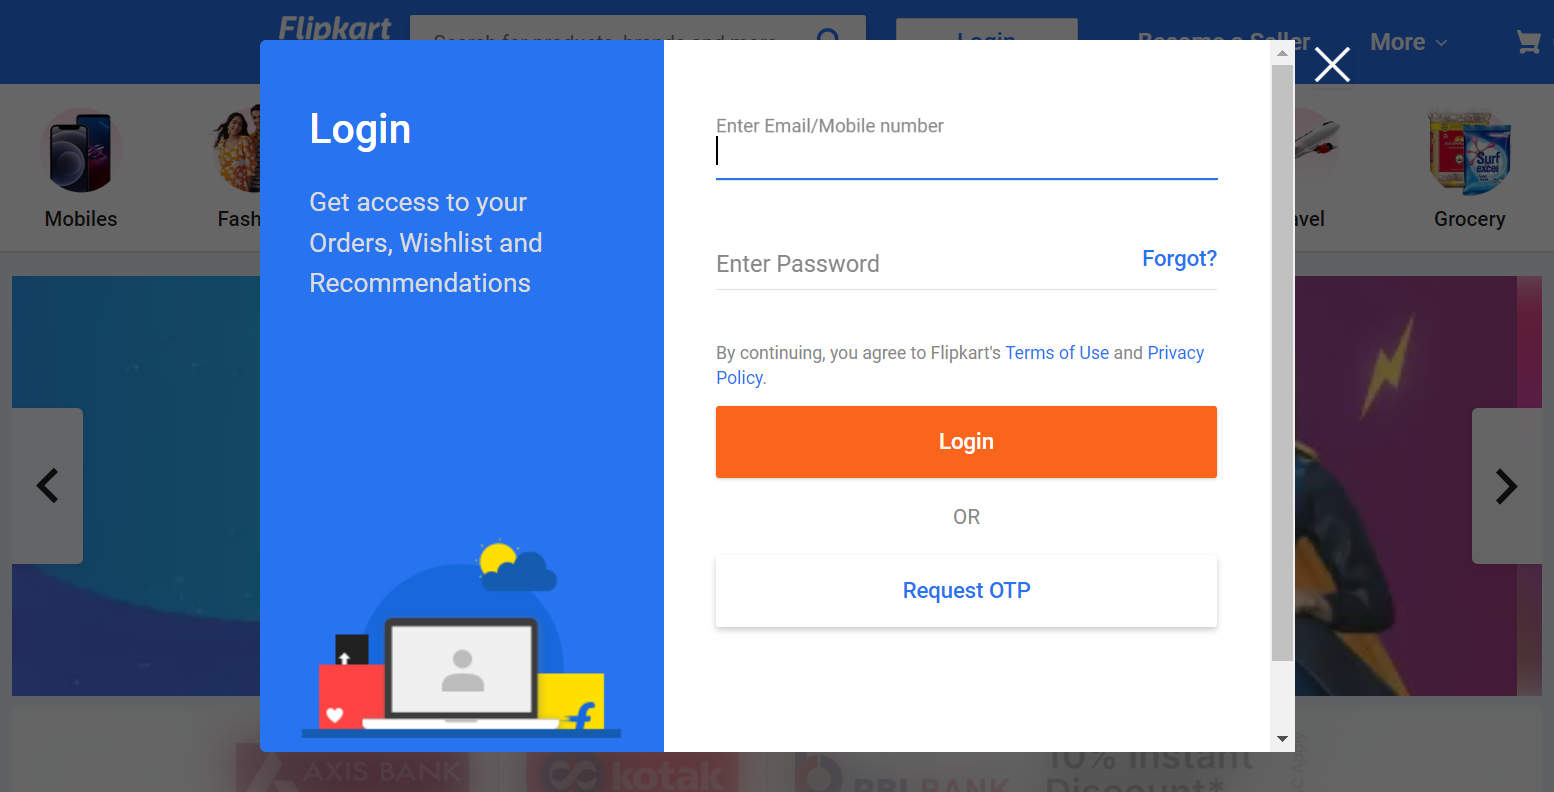 Flipkart
Search for products, brands and more
Login
Become a Seller
More
Mobiles
Fash
avel
Grocery
Surf
excel
Login
Get access to your
Orders, Wishlist and
Recommendations
Enter Email/Mobile number
Enter Password
Forgot?
By continuing, you agree to Flipkart's Terms of Use and Privacy
Policy.
Login
OR
Request OTP
f
AXIS BANK
kotak
RBL BANK
10% Instant
Discount*